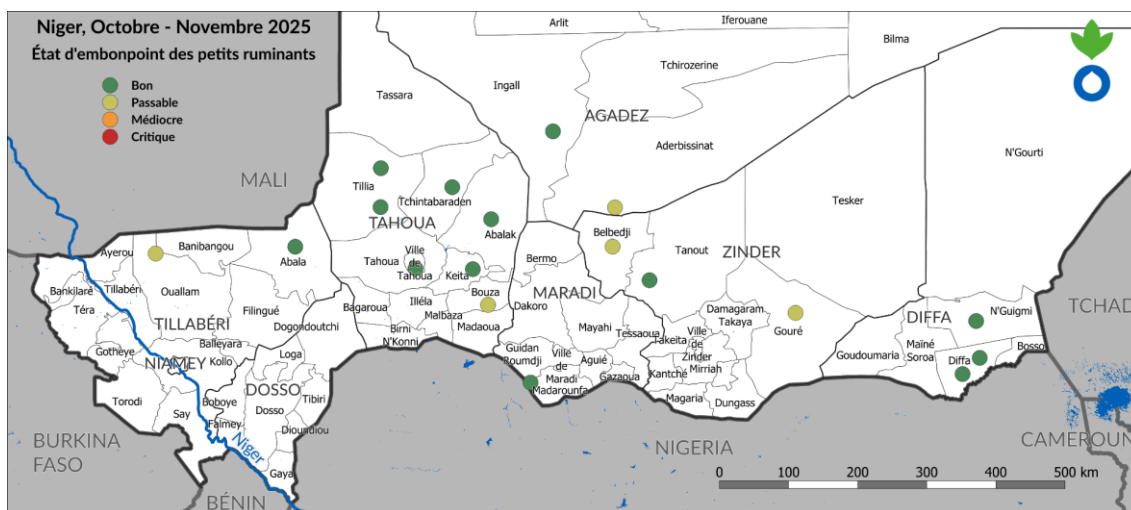 Niger, Octobre - Novembre 2025
État d'embonpoint des petits ruminants
Bon
Passable
Médiocre
Critique
Arlit
Iferouane
Bilma
Tchirozerine
Ingall
Tassara
AGADEZ
Aderbissinat
N'Gourti
MALI
Tillia
Tchintabaraden
Tesker
TAHOUA
Abalak
Belbedji
Tanout
ZINDER
Ayerou
Banibangou
Abala
Tahoua
Ville
de
Tahoua
Keita
Bermo
Bankilaré
Tillabéri
Ouallam
Filingué
Bouza
MARADI
Dakoro
Téra
TILLABÉRI
Bagaroua
Illéla
Malbaza
Madaoua
Birni
N'Konni
Dogondoutchi
Mayahi
Tessaoua
Damagaram
Takaya
Gouré
DIFFA
N'Guigmi
TCHAD
Gotheye
Balleyara
NIAMEY
Kollo
Loga
Guidan
Roumdji
Ville
de
Maradi
Madarounfa
Aguié
Gazaoua
Takeita
Ville
de
Zinder
Mirriah
Kantché
Magaria
Dungass
Goudoumaria
Maïné
Soroa
Diffa
Bosso
Torodi
Say
Boboye
DOSSO
Tibiri
Dosso
Falmey
Dioundiou
Gaya
Niger
BURKINA
FASO
BÉNIN
NIGERIA
CAMEROUN
0 100 200 300 400 500 km